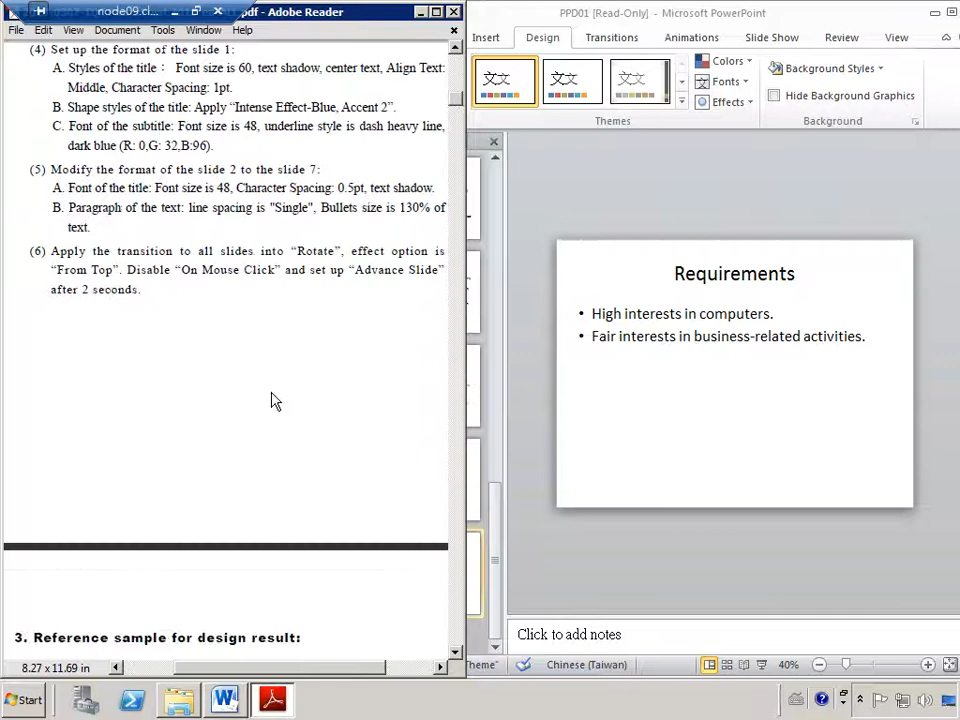 node09.cl...
.pdf - Adobe Reader
File Edit View Document Tools Window Help
(4) Set up the format of the slide 1:
A. Styles of the title： Font size is 60, text shadow, center text, Align Text:
Middle, Character Spacing: 1pt.
B. Shape styles of the title: Apply “Intense Effect-Blue, Accent 2”.
C. Font of the subtitle: Font size is 48, underline style is dash heavy line,
dark blue (R: 0,G: 32,B:96).
(5) Modify the format of the slide 2 to the slide 7:
A. Font of the title: Font size is 48, Character Spacing: 0.5pt, text shadow.
B. Paragraph of the text: line spacing is "Single", Bullets size is 130% of
text.
(6) Apply the transition to all slides into “Rotate”, effect option is
“From Top”. Disable “On Mouse Click” and set up “Advance Slide”
after 2 seconds.
3. Reference sample for design result:
8.27 x 11.69 in
PPD01 [Read-Only] - Microsoft PowerPoint
Insert Design Transitions Animations Slide Show Review View
文文 文文 文文
Colors
Fonts
Effects
Background Styles
Hide Background Graphics
Themes Background
Requirements
• High interests in computers.
• Fair interests in business-related activities.
Click to add notes
Theme" Chinese (Taiwan) 40%
Start